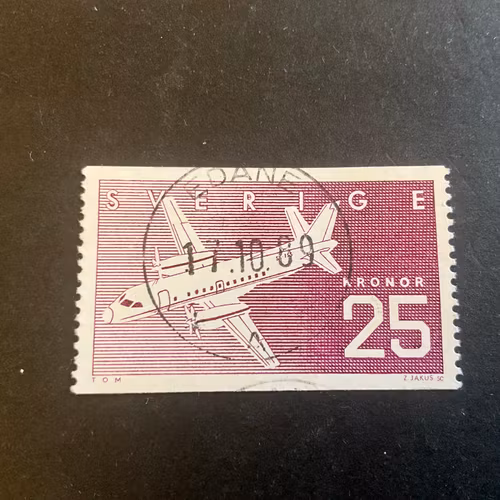 EDANE
SVERIGE
17.10.89
KRONOR
25
TOM
Z JAKUS SC